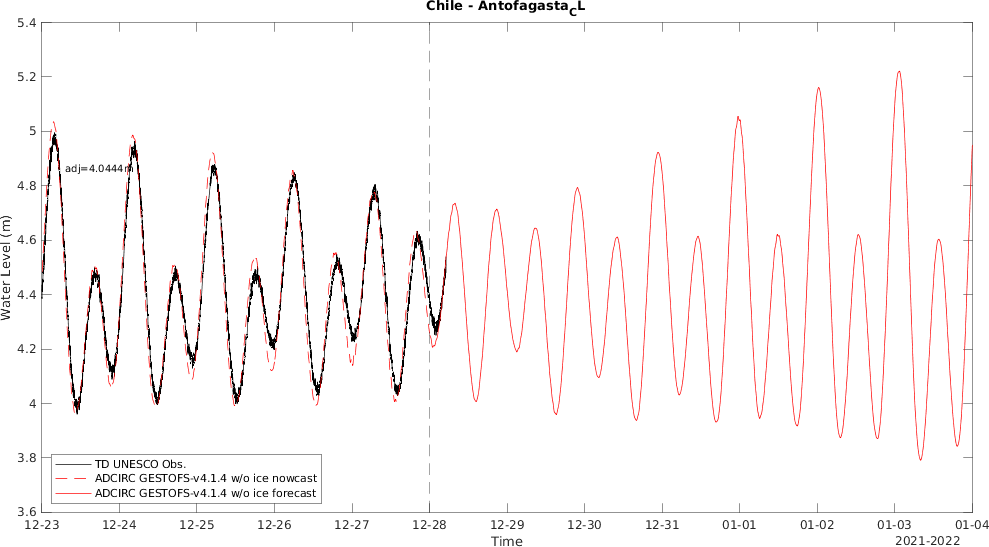 Chile - Antofagasta_CL
5.4
5.2
5
4.8
4.6
4.4
4.2
4
3.8
3.6
Water Level (m)
adj=4.0444m
TD UNESCO Obs.
ADCIRC GESTOFS-v4.1.4 w/o ice nowcast
ADCIRC GESTOFS-v4.1.4 w/o ice forecast
12-23 12-24 12-25 12-26 12-27 12-28 12-29 12-30 12-31 01-01 01-02 01-03 01-04
Time
2021-2022